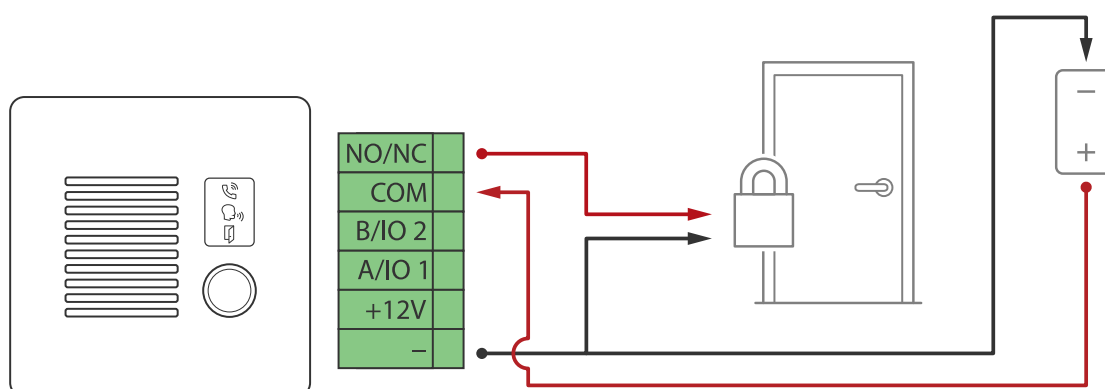 NO/NC
COM
B/IO 2
A/IO 1
+12V
–
−
+